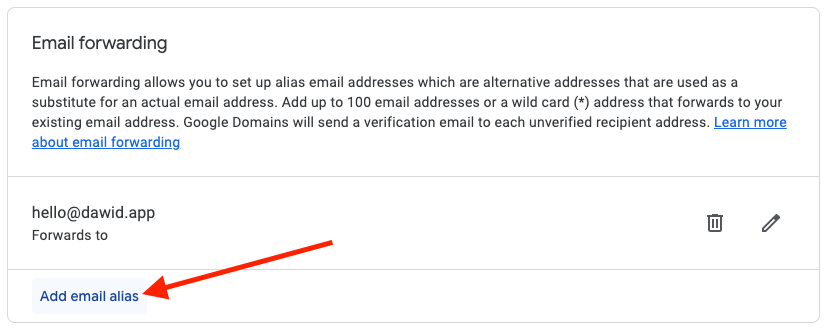 Email forwarding
Email forwarding allows you to set up alias email addresses which are alternative addresses that are used as a
substitute for an actual email address. Add up to 100 email addresses or a wild card (*) address that forwards to your
existing email address. Google Domains will send a verification email to each unverified recipient address. Learn more
about email forwarding
hello@dawid.app
Forwards to
Add email alias